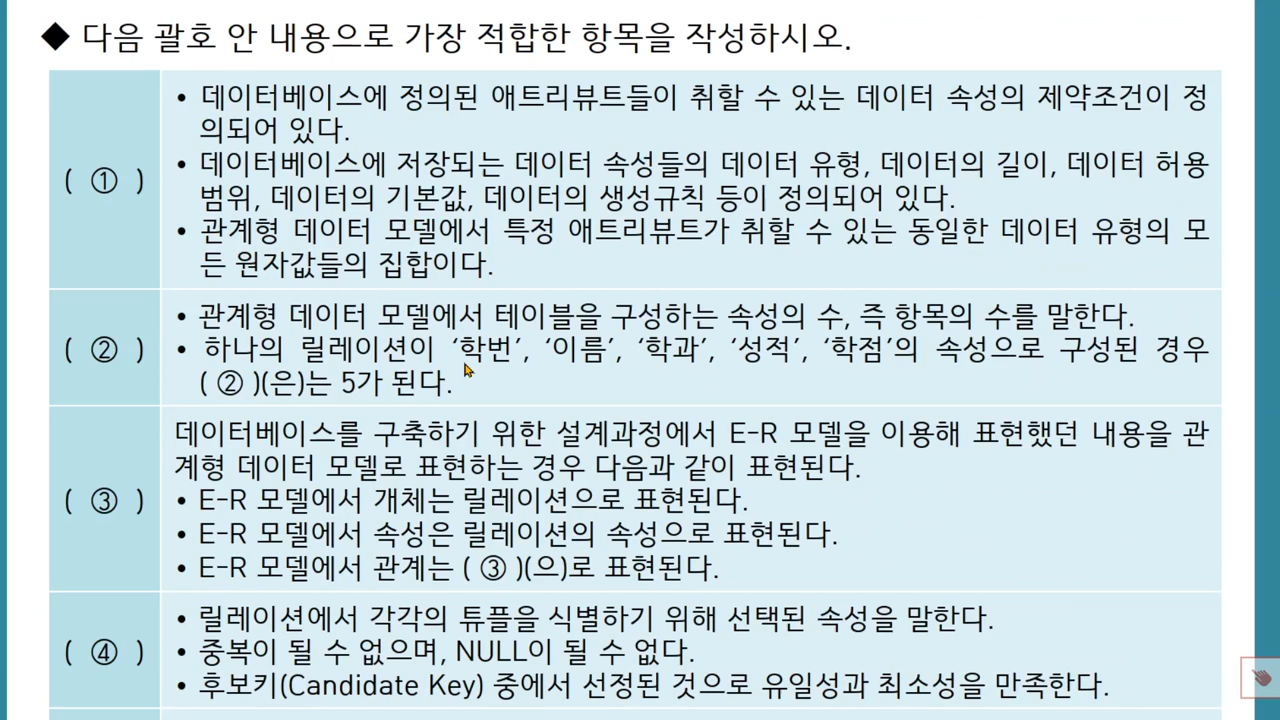 ◆ 다음 괄호 안 내용으로 가장 적합한 항목을 작성하시오.
( ① )
• 데이터베이스에 정의된 애트리뷰트들이 취할 수 있는 데이터 속성의 제약조건이 정
의되어 있다.
• 데이터베이스에 저장되는 데이터 속성들의 데이터 유형, 데이터의 길이, 데이터 허용
범위, 데이터의 기본값, 데이터의 생성규칙 등이 정의되어 있다.
• 관계형 데이터 모델에서 특정 애트리뷰트가 취할 수 있는 동일한 데이터 유형의 모
든 원자값들의 집합이다.
( ② )
• 관계형 데이터 모델에서 테이블을 구성하는 속성의 수, 즉 항목의 수를 말한다.
• 하나의 릴레이션이 ‘학번’, ‘이름’, ‘학과’, ‘성적’, ‘학점’의 속성으로 구성된 경우
( ② )(은)는 5가 된다.
( ③ )
데이터베이스를 구축하기 위한 설계과정에서 E-R 모델을 이용해 표현했던 내용을 관
계형 데이터 모델로 표현하는 경우 다음과 같이 표현된다.
• E-R 모델에서 개체는 릴레이션으로 표현된다.
• E-R 모델에서 속성은 릴레이션의 속성으로 표현된다.
• E-R 모델에서 관계는 ( ③ )(으)로 표현된다.
( ④ )
• 릴레이션에서 각각의 튜플을 식별하기 위해 선택된 속성을 말한다.
• 중복이 될 수 없으며, NULL이 될 수 없다.
• 후보키(Candidate Key) 중에서 선정된 것으로 유일성과 최소성을 만족한다.